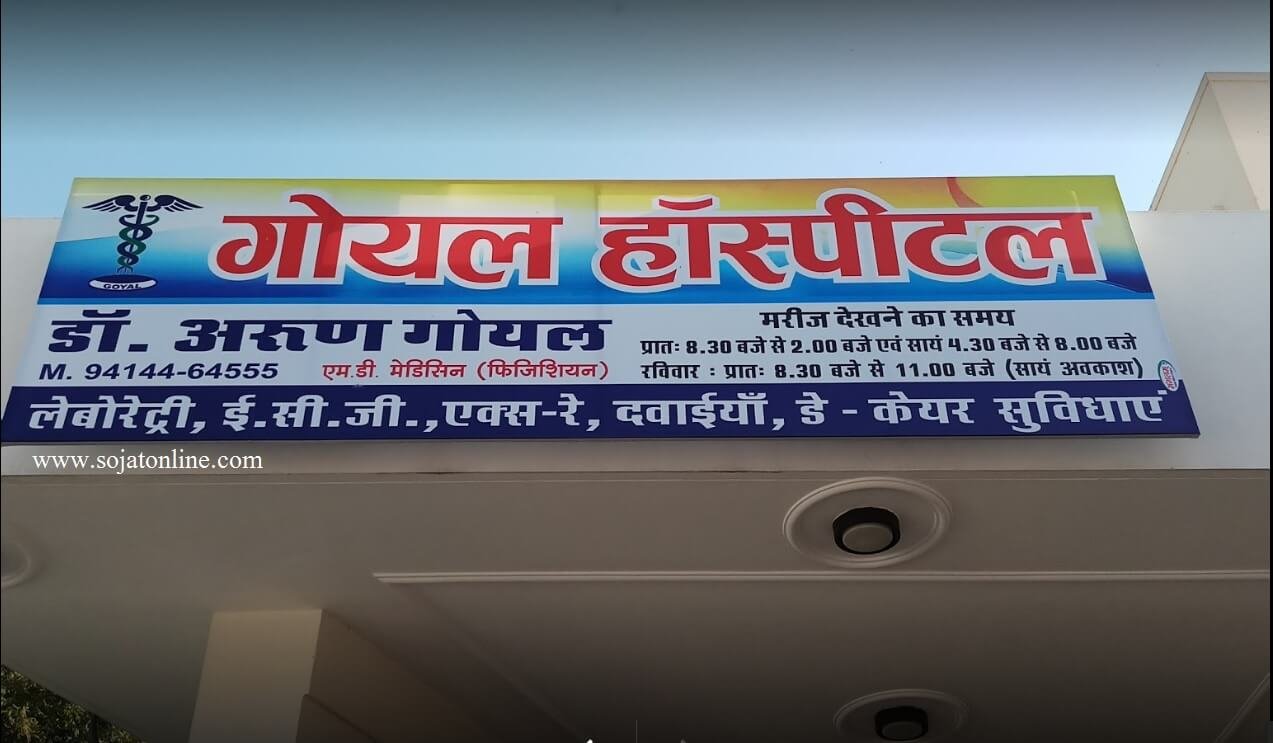 GOYAL
गोयल हॉस्पीटल
डॉ. अरूण गोयल
M. 94144-64555
एम.डी. मेडिसिन (फिजिशियन)
मरीज देखने का समय
प्रातः 8.30 बजे से 2.00 बजे एवं सायं 4.30 बजे से 8.00 बजे
रविवार : प्रातः 8.30 बजे से 11.00 बजे (सायं अवकाश)
लेबोरेट्री, ई.सी.जी.,एक्स-रे, दवाईयाँ, डे - केयर सुविधाएं
www.sojatonline.com